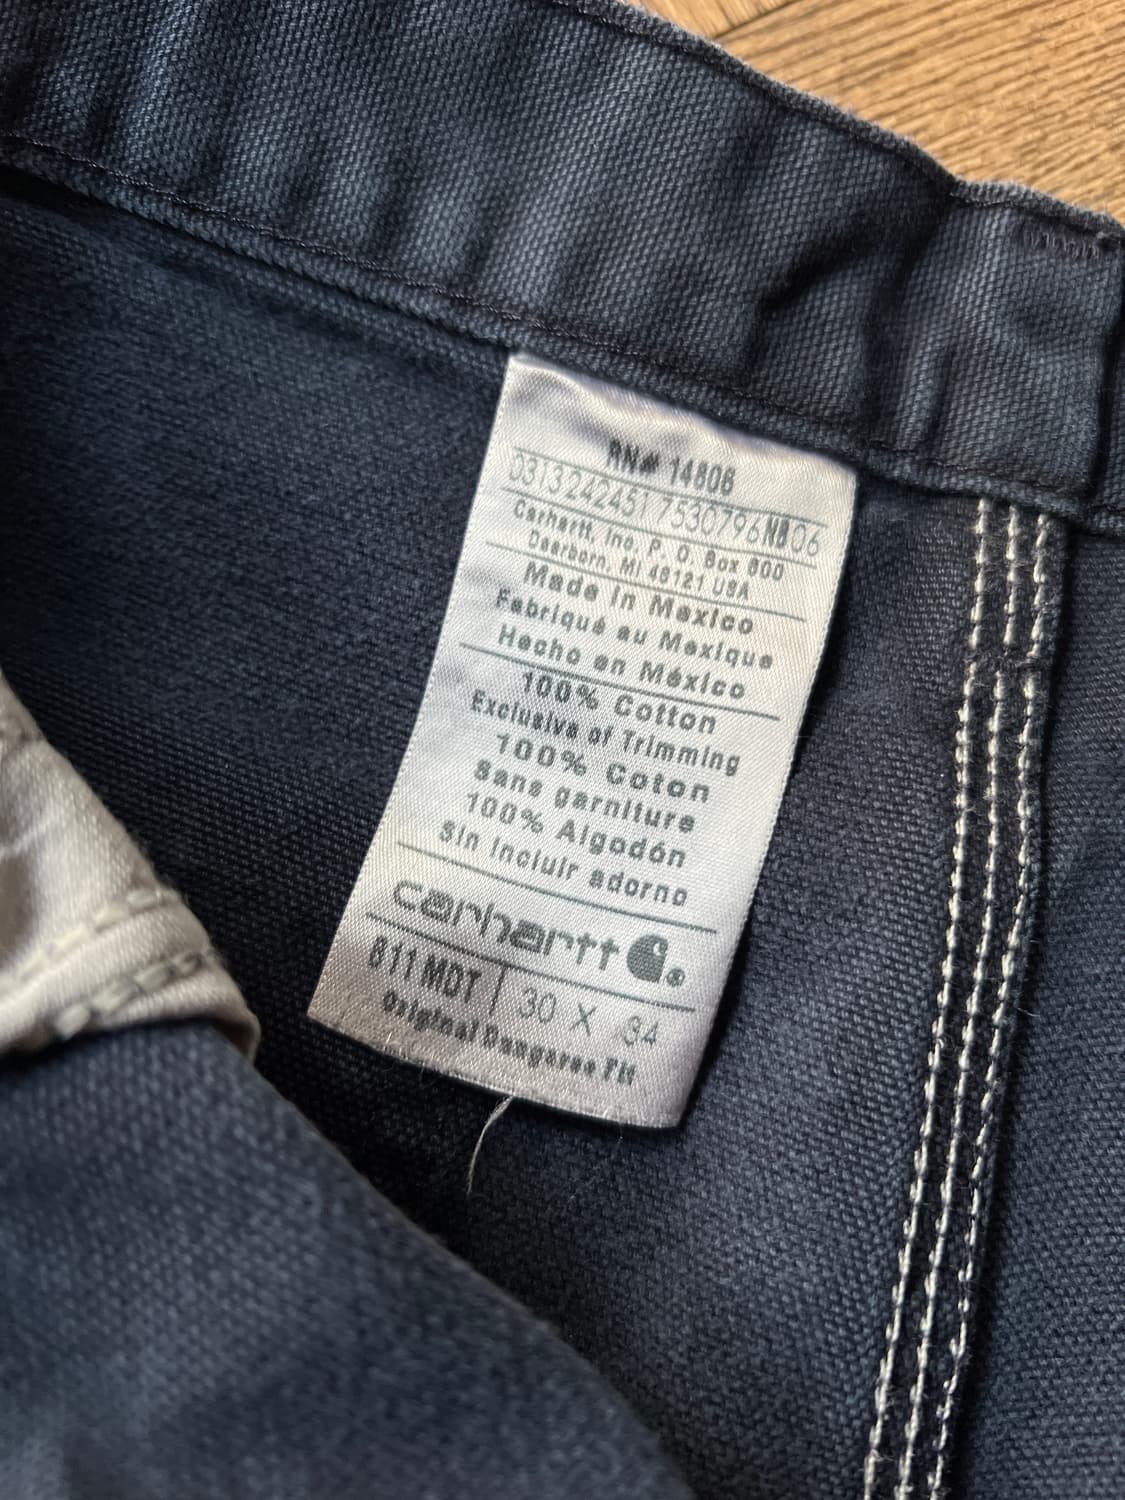 RN# 14806
0313242451 7530796NB06
Carhartt, Inc. P. O. Box 600
Dearborn, MI 48121 USA
Made in Mexico
Fabriqué au Mexique
Hecho en México
100% Cotton
Exclusive of Trimming
100% Coton
Sans garniture
100% Algodón
Sin incluir adorno
carhartt
B11 MDT | 30 X 34
Original Dungaree Fit